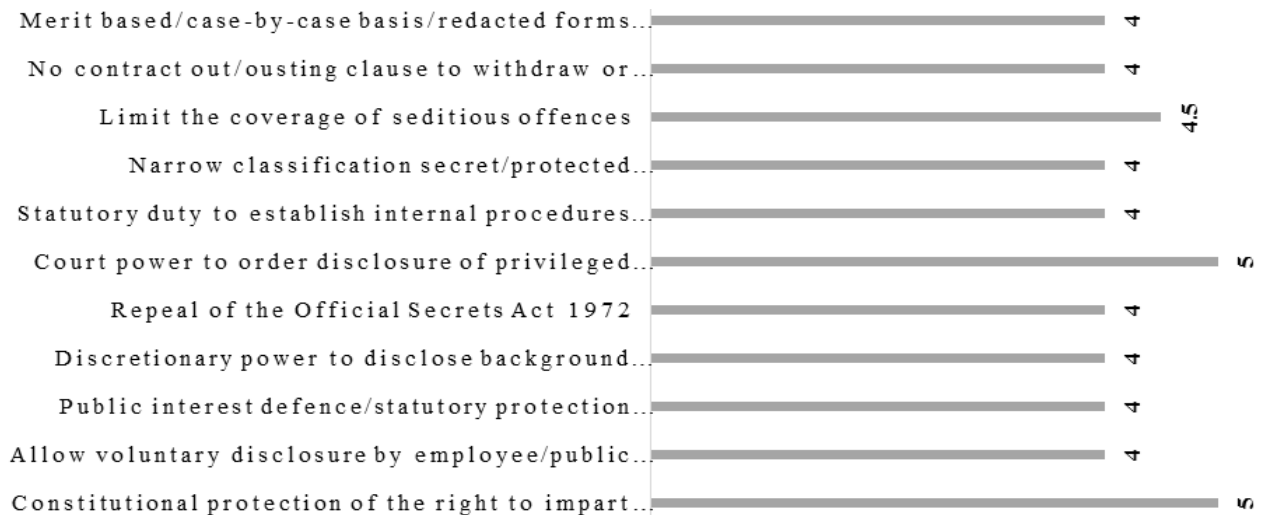 Merit based/case-by-case basis/redacted forms... 4
No contract out/ousting clause to withdraw or... 4
Limit the coverage of seditious offences 4.5
Narrow classification secret/protected... 4
Statutory duty to establish internal procedures... 4
Court power to order disclosure of privileged... 5
Repeal of the Official Secrets Act 1972 4
Discretionary power to disclose background... 4
Public interest defence/statutory protection... 4
Allow voluntary disclosure by employee/public... 4
Constitutional protection of the right to impart... 5